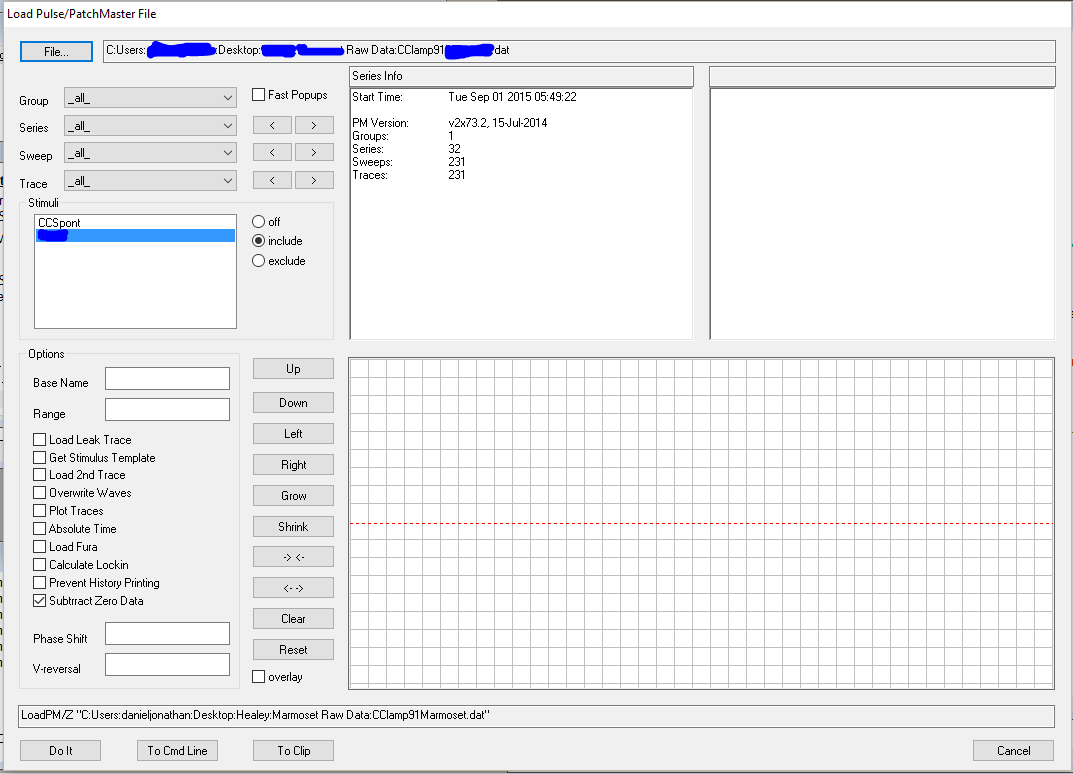 Load Pulse/PatchMaster File
File...
C:Users: :Desktop: Raw Data:CClamp91 .dat
Series Info
Group _all_ Fast Popups
Series _all_ < >
Sweep _all_ < >
Trace _all_ < >
Start Time: Tue Sep 01 2015 05:49:22
PM Version: v2x73.2, 15-Jul-2014
Groups: 1
Series: 32
Sweeps: 231
Traces: 231
Stimuli
CCSpont
off
include
exclude
Options
Base Name
Range
Load Leak Trace
Get Stimulus Template
Load 2nd Trace
Overwrite Waves
Plot Traces
Absolute Time
Load Fura
Calculate Lockin
Prevent History Printing
Subtrract Zero Data
Phase Shift
V-reversal
Up
Down
Left
Right
Grow
Shrink
-> <-
<-->
Clear
Reset
overlay
LoadPM/Z "C:Users:danieljonathan:Desktop:Healey:Marmoset Raw Data:CClamp91Marmoset.dat"
Do It To Cmd Line To Clip Cancel